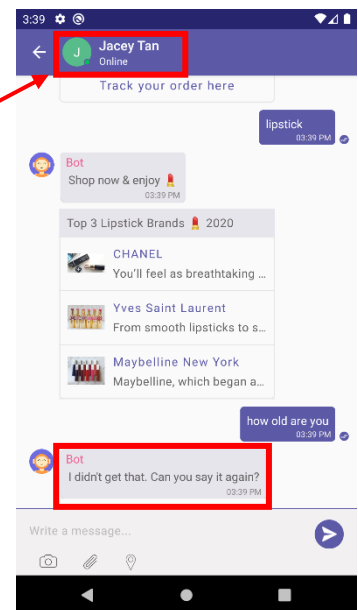 3:39
J
Jacey Tan
Online
Track your order here
lipstick
03:39 PM
Bot
Shop now & enjoy 💄
03:39 PM
Top 3 Lipstick Brands 💄 2020
CHANEL
You'll feel as breathtaking ...
Yves Saint Laurent
From smooth lipsticks to s...
Maybelline New York
Maybelline, which began a...
how old are you
03:39 PM
Bot
I didn't get that. Can you say it again?
03:39 PM
Write a message...